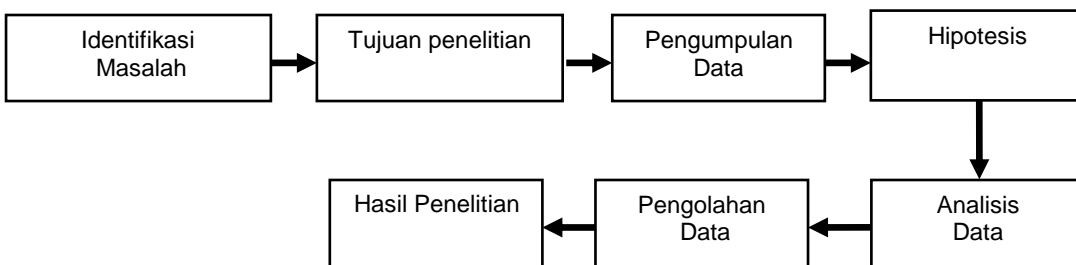 Identifikasi
Masalah
Tujuan penelitian
Pengumpulan
Data
Hipotesis
Analisis
Data
Pengolahan
Data
Hasil Penelitian